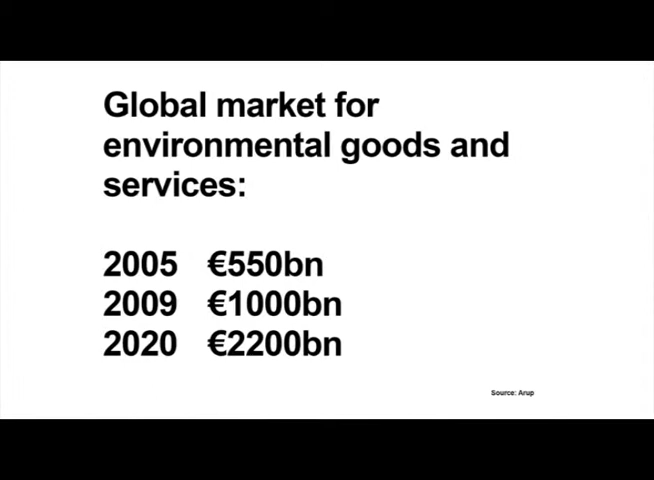 Global market for
environmental goods and
services:
2005 €550bn
2009 €1000bn
2020 €2200bn
Source: Arup